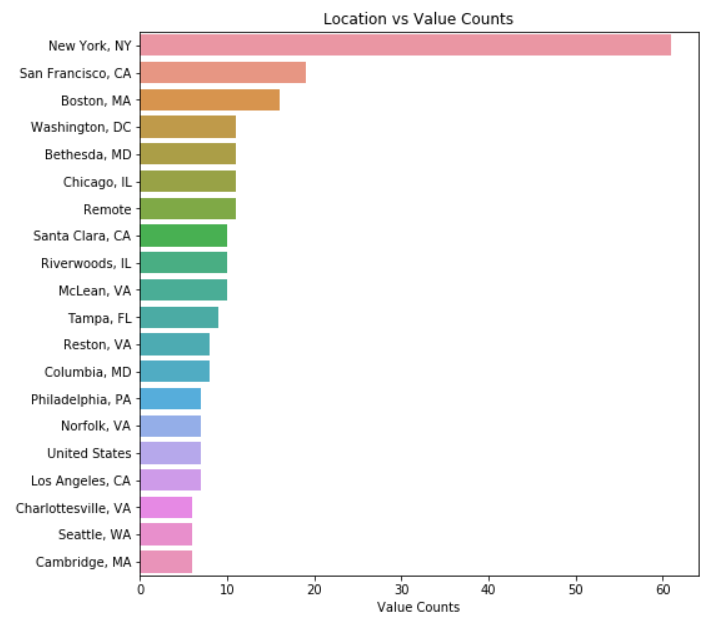 Location vs Value Counts
New York, NY
San Francisco, CA
Boston, MA
Washington, DC
Bethesda, MD
Chicago, IL
Remote
Santa Clara, CA
Riverwoods, IL
McLean, VA
Tampa, FL
Reston, VA
Columbia, MD
Philadelphia, PA
Norfolk, VA
United States
Los Angeles, CA
Charlottesville, VA
Seattle, WA
Cambridge, MA
0 10 20 30 40 50 60
Value Counts